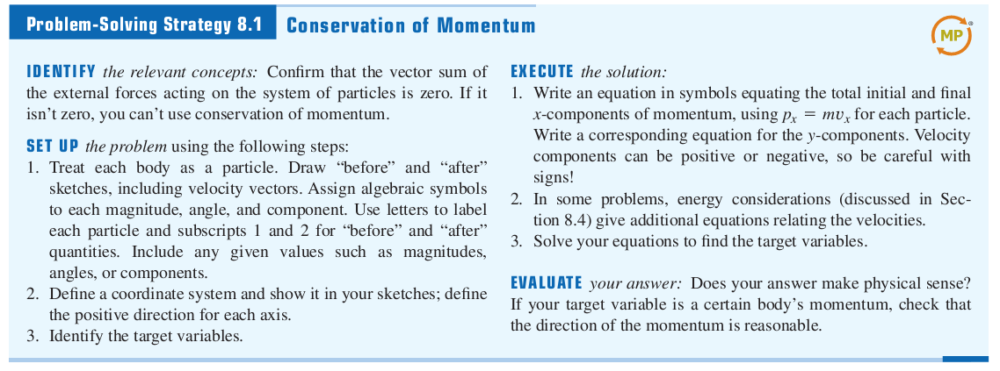 Problem-Solving Strategy 8.1 Conservation of Momentum
MP®
IDENTIFY the relevant concepts: Confirm that the vector sum of
the external forces acting on the system of particles is zero. If it
isn't zero, you can't use conservation of momentum.
SET UP the problem using the following steps:
1. Treat each body as a particle. Draw “before” and “after”
sketches, including velocity vectors. Assign algebraic symbols
to each magnitude, angle, and component. Use letters to label
each particle and subscripts 1 and 2 for “before” and “after”
quantities. Include any given values such as magnitudes,
angles, or components.
2. Define a coordinate system and show it in your sketches; define
the positive direction for each axis.
3. Identify the target variables.
EXECUTE the solution:
1. Write an equation in symbols equating the total initial and final
x-components of momentum, using pₓ = mvₓ for each particle.
Write a corresponding equation for the y-components. Velocity
components can be positive or negative, so be careful with
signs!
2. In some problems, energy considerations (discussed in Sec-
tion 8.4) give additional equations relating the velocities.
3. Solve your equations to find the target variables.
EVALUATE your answer: Does your answer make physical sense?
If your target variable is a certain body's momentum, check that
the direction of the momentum is reasonable.